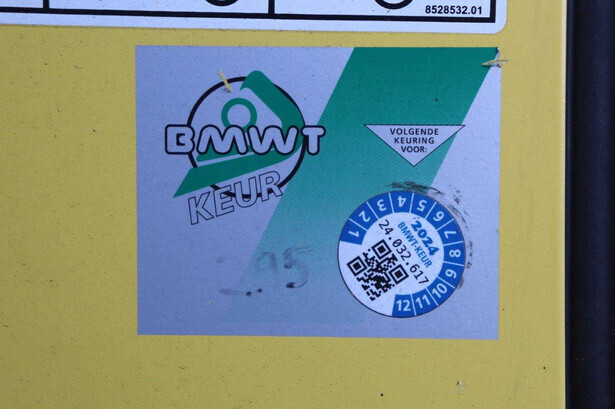 8528532.01
BMWT
KEUR
VOLGENDE
KEURING
VOOR:
1 2 3 4 5 6 7 8 9 10 11 12
2024
BMWT-KEUR
24.032.617